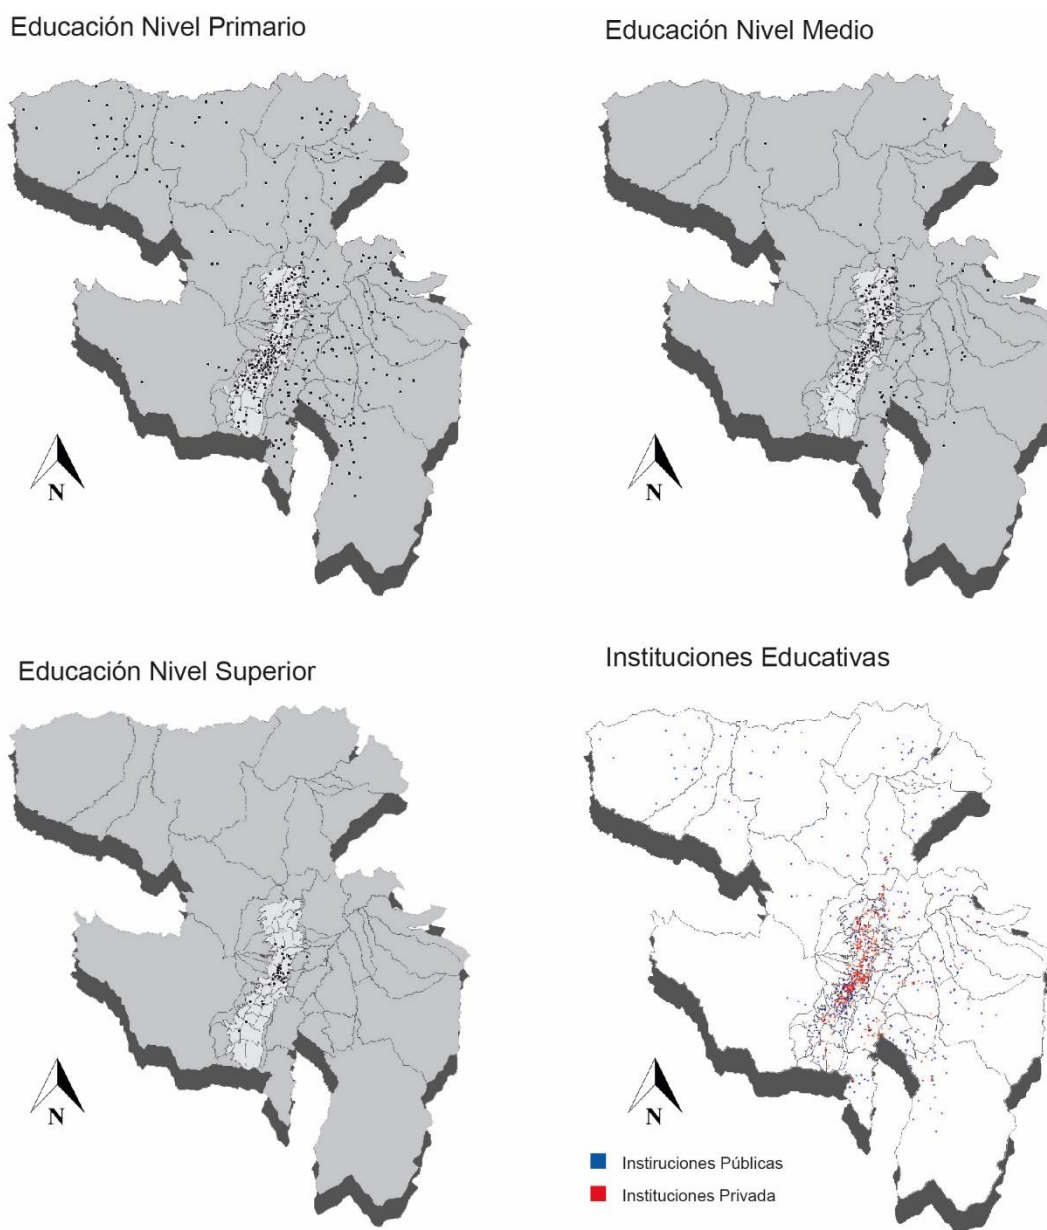 Educación Nivel Primario
Educación Nivel Medio
N
N
Educación Nivel Superior
Instituciones Educativas
N
N
Instiruciones Públicas
Instituciones Privada